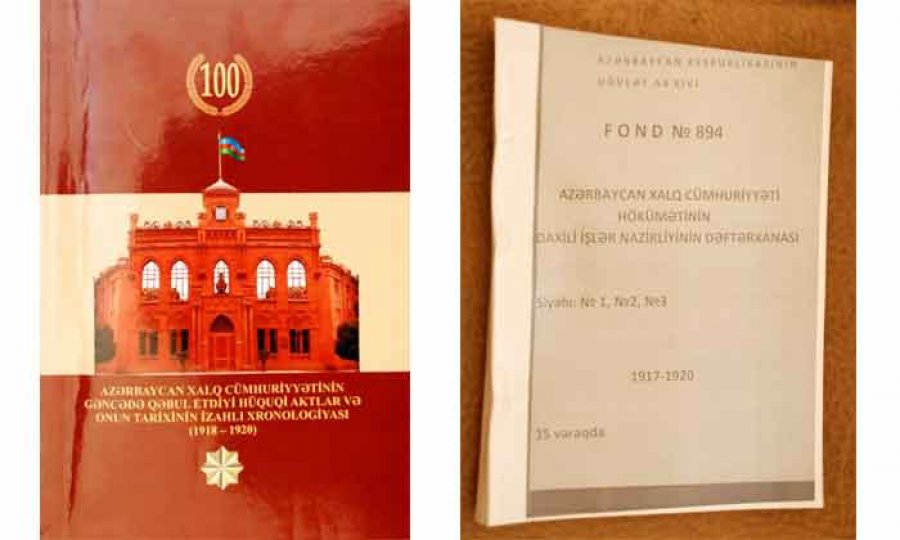 100
AZƏRBAYCAN XALQ CÜMHURİYYƏTİNİN
GƏNCƏDƏ QƏBUL ETDİYİ HÜQUQİ AKTLAR VƏ
ONUN TARİXİNİN İZAHLI XRONOLOGİYASI
(1918 – 1920)
AZƏRBAYCAN RESPUBLİKASININ
DÖVLƏT ARXİVİ
FOND № 894
AZƏRBAYCAN XALQ CÜMHURİYYƏTİ
HÖKÜMƏTİNİN
DAXİLİ İŞLƏR NAZİRLİYİNİN DƏFTƏRXANASI
Siyahı: № 1, №2, №3
1917-1920
35 vərəqdə